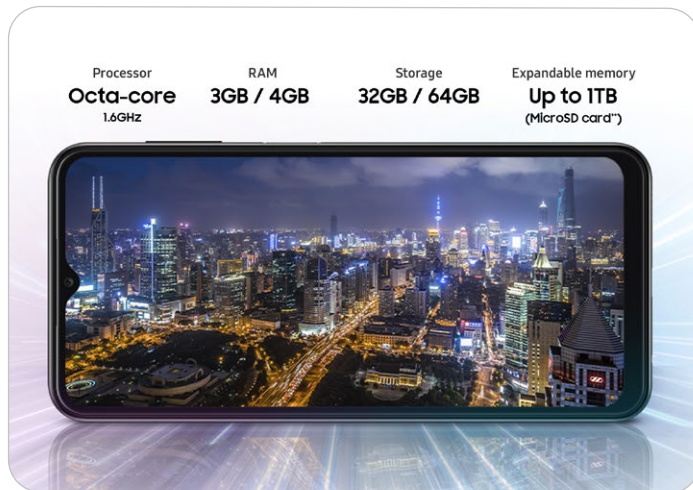 Processor
Octa-core
1.6GHz
RAM
3GB / 4GB
Storage
32GB / 64GB
Expandable memory
Up to 1TB
(MicroSD card**)